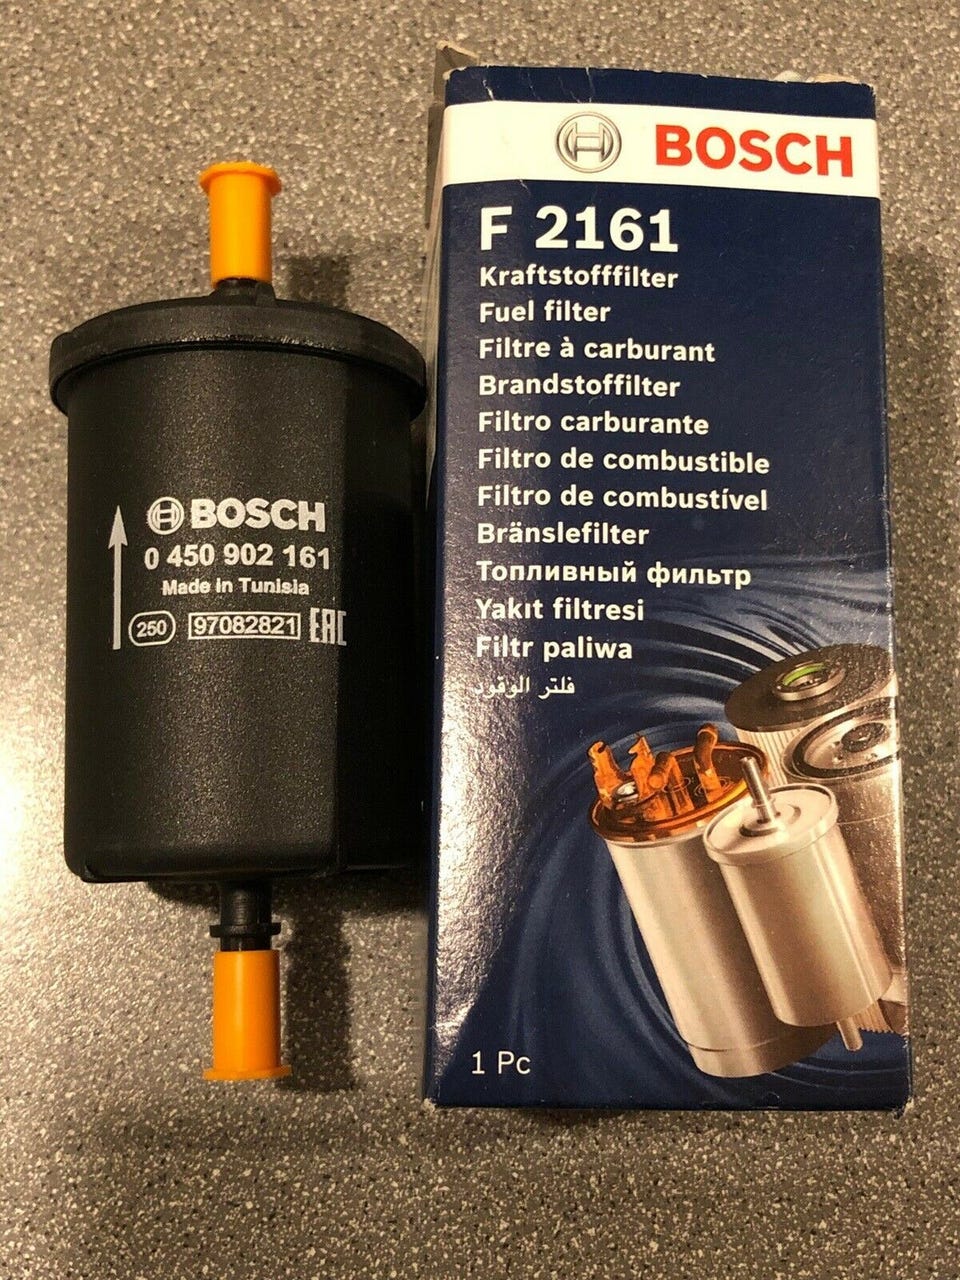 BOSCH
F 2161
Kraftstofffilter
Fuel filter
Filtre à carburant
Brandstoffilter
Filtro carburante
Filtro de combustible
Filtro de combustível
Bränslefilter
Топливный фильтр
Yakıt filtresi
Filtr paliwa
فلتر الوقود
1 Pc
BOSCH
0 450 902 161
Made in Tunisia
250 97082821 EAC